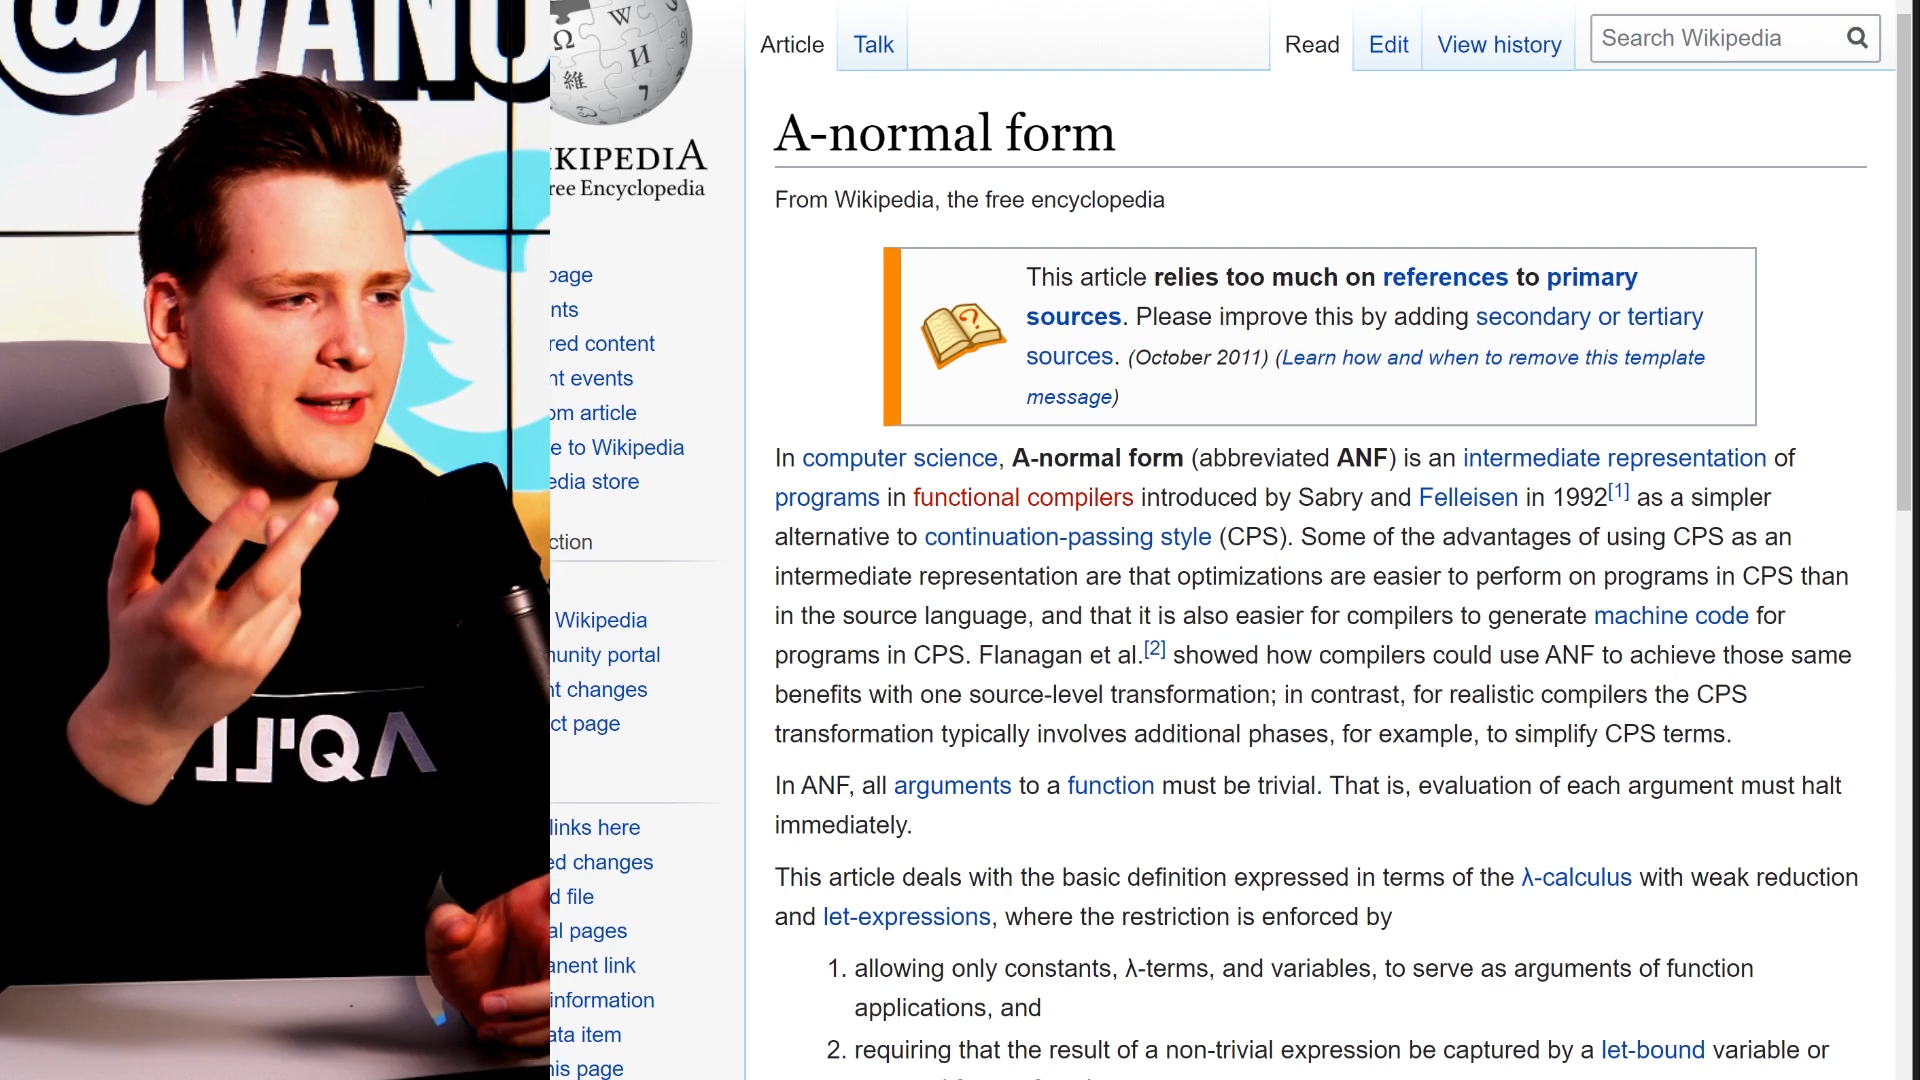 @IVANO
KIPEDIA
ree Encyclopedia
page
nts
red content
nt events
om article
e to Wikipedia
edia store
ction
Wikipedia
nunity portal
nt changes
ct page
links here
ed changes
d file
al pages
anent link
information
ata item
his page
Article Talk Read Edit View history Search Wikipedia
A-normal form
From Wikipedia, the free encyclopedia
This article relies too much on references to primary
sources. Please improve this by adding secondary or tertiary
sources. (October 2011) (Learn how and when to remove this template
message)
In computer science, A-normal form (abbreviated ANF) is an intermediate representation of
programs in functional compilers introduced by Sabry and Felleisen in 1992[1] as a simpler
alternative to continuation-passing style (CPS). Some of the advantages of using CPS as an
intermediate representation are that optimizations are easier to perform on programs in CPS than
in the source language, and that it is also easier for compilers to generate machine code for
programs in CPS. Flanagan et al.[2] showed how compilers could use ANF to achieve those same
benefits with one source-level transformation; in contrast, for realistic compilers the CPS
transformation typically involves additional phases, for example, to simplify CPS terms.
In ANF, all arguments to a function must be trivial. That is, evaluation of each argument must halt
immediately.
This article deals with the basic definition expressed in terms of the λ-calculus with weak reduction
and let-expressions, where the restriction is enforced by
1. allowing only constants, λ-terms, and variables, to serve as arguments of function
applications, and
2. requiring that the result of a non-trivial expression be captured by a let-bound variable or